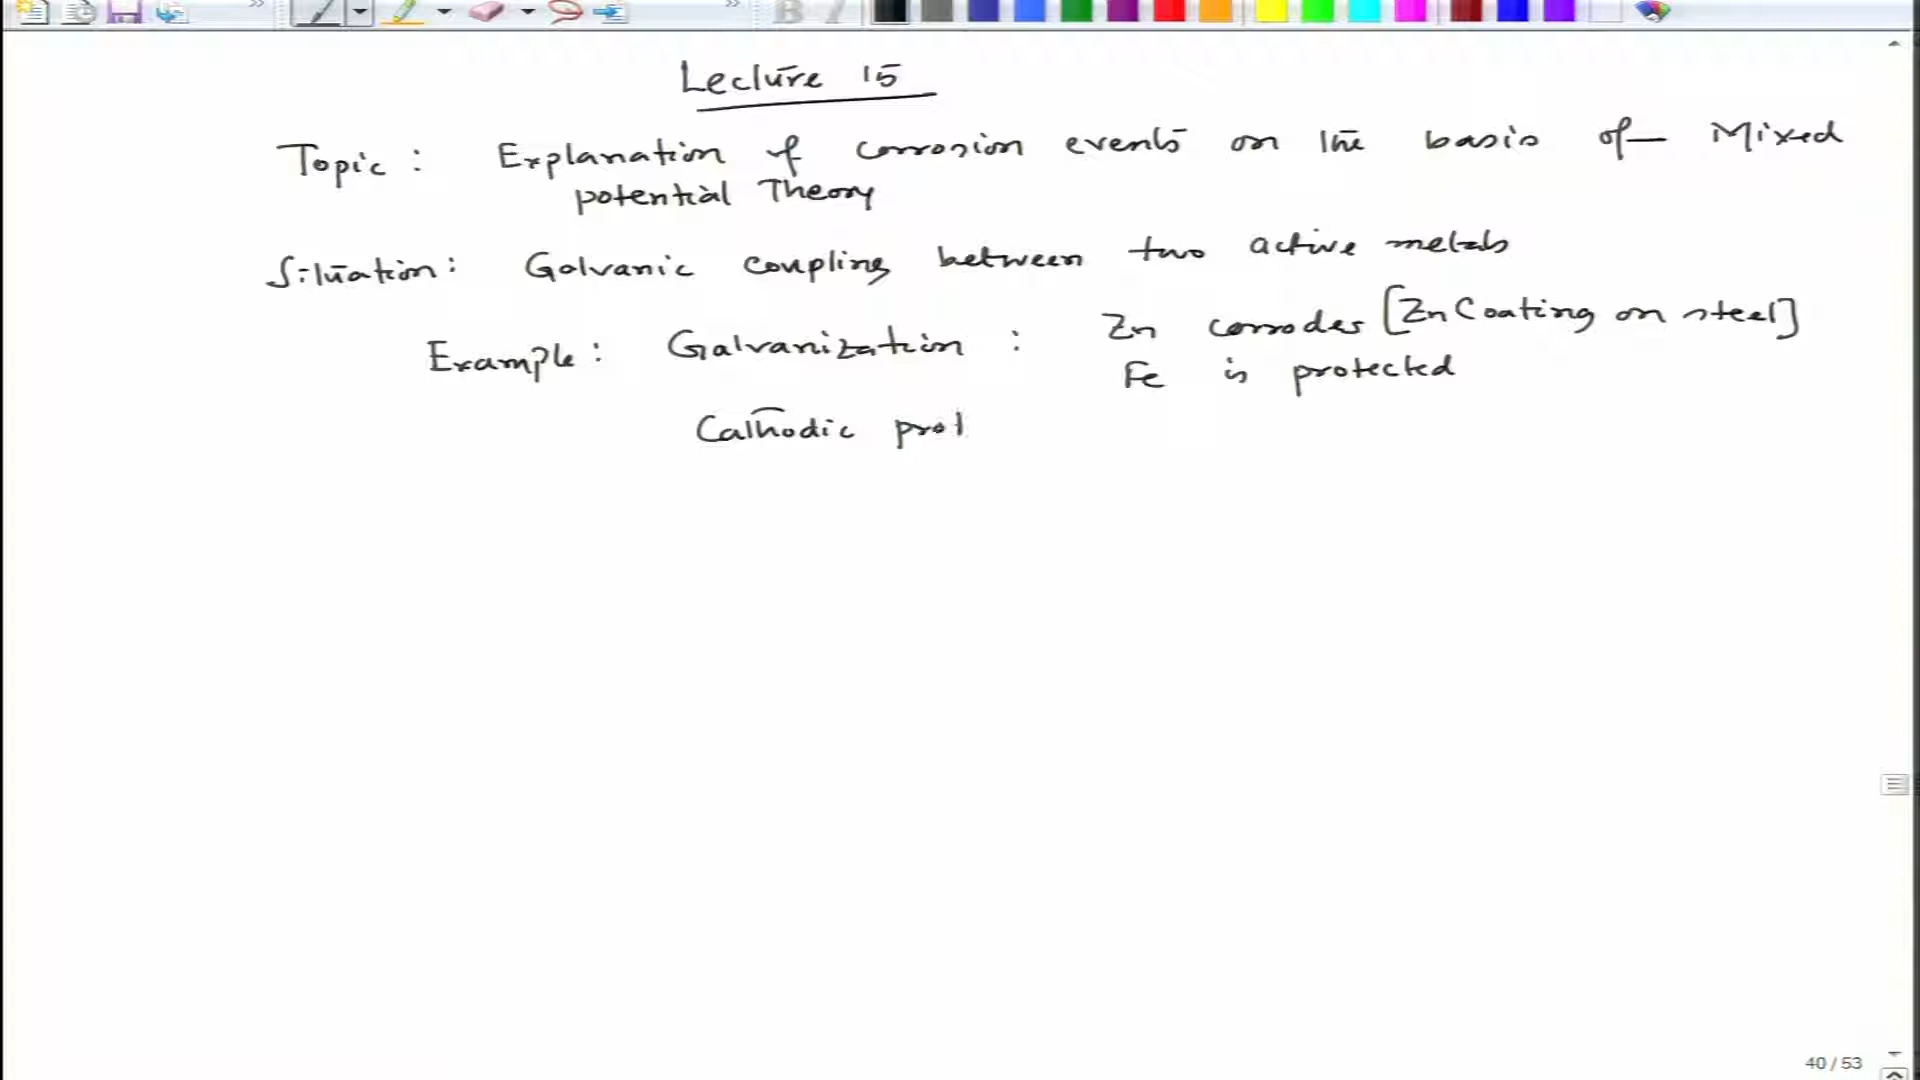 Lecture 15
Topic : Explanation of corrosion events on the basis of Mixed
potential Theory
Situation : Galvanic coupling between two active metals
Example : Galvanization : Zn corrodes [Zn Coating on steel]
Fe is protected
Cathodic prot
40 / 53